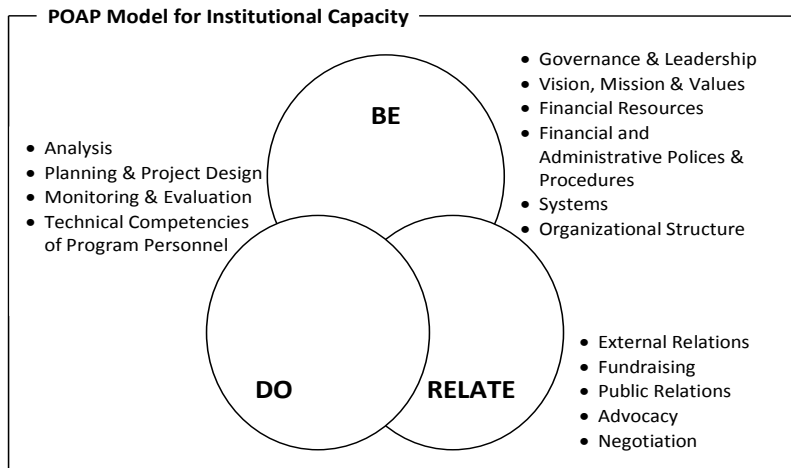 POAP Model for Institutional Capacity
BE
• Governance & Leadership
• Vision, Mission & Values
• Financial Resources
• Financial and
Administrative Polices &
Procedures
• Systems
• Organizational Structure
• Analysis
• Planning & Project Design
• Monitoring & Evaluation
• Technical Competencies
of Program Personnel
DO
RELATE
• External Relations
• Fundraising
• Public Relations
• Advocacy
• Negotiation